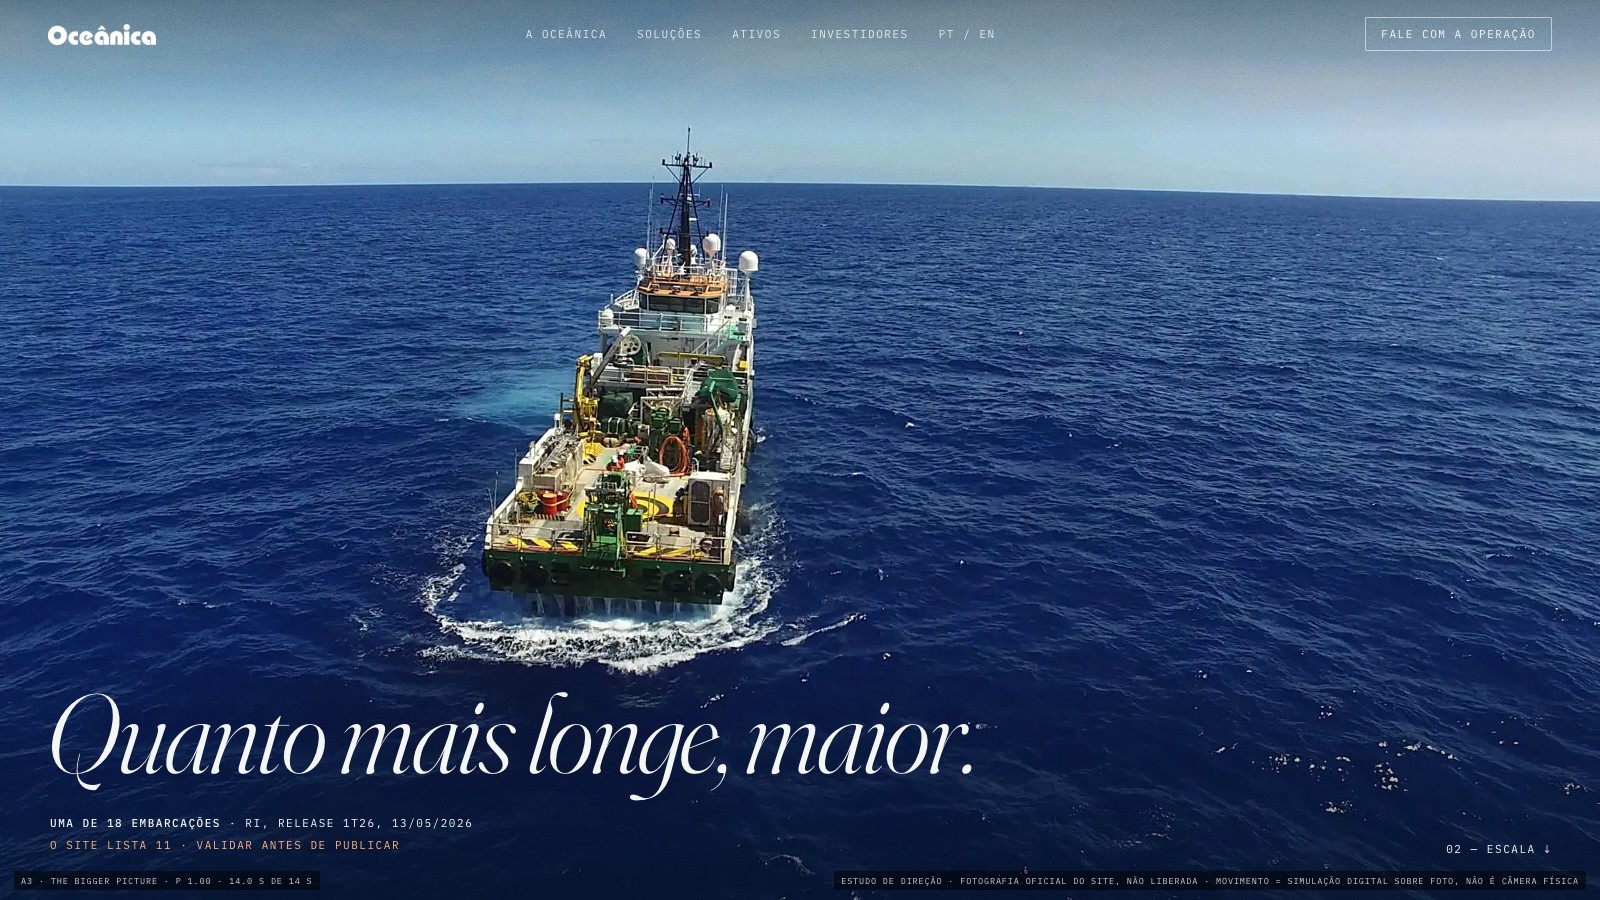 Oceânica
A OCEÂNICA SOLUÇÕES ATIVOS INVESTIDORES PT / EN
FALE COM A OPERAÇÃO
Quanto mais longe, maior.
UMA DE 18 EMBARCAÇÕES · RI, RELEASE 1T26, 13/05/2026
O SITE LISTA 11 · VALIDAR ANTES DE PUBLICAR
02 — ESCALA ↓
A3 · THE BIGGER PICTURE · P 1.00 · 14.0 S DE 14 S
ESTUDO DE DIREÇÃO · FOTOGRAFIA OFICIAL DO SITE, NÃO LIBERADA · MOVIMENTO = SIMULAÇÃO DIGITAL SOBRE FOTO, NÃO É CÂMERA FÍSICA